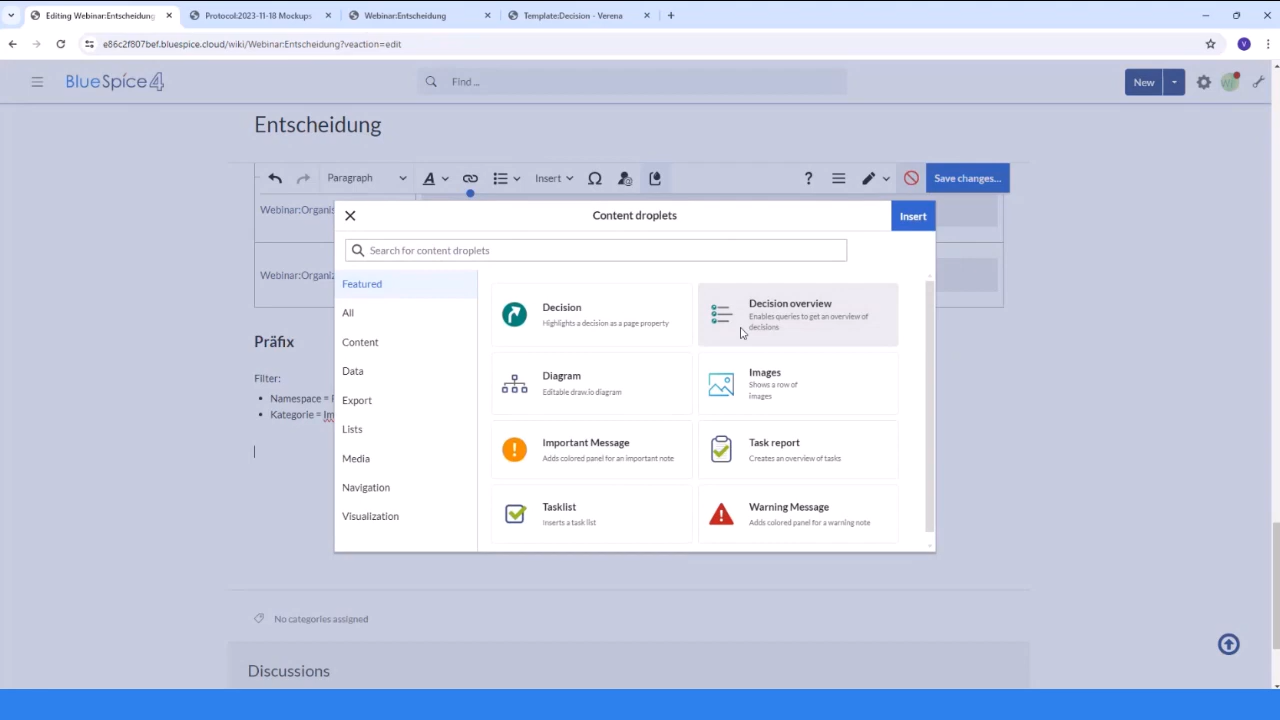 Editing Webinar:Entscheidung
Protocol:2023-11-18 Mockups
Webinar:Entscheidung
Template:Decision - Verena
e86c2f807bef.bluespice.cloud/wiki/Webinar:Entscheidung?veaction=edit
V
BlueSpice 4
Find ...
New
Entscheidung
Paragraph
A
Insert
Ω
?
Save changes...
Webinar:Organis
Content droplets
Insert
Search for content droplets
Webinar:Organiz
Featured
All
Content
Data
Export
Lists
Media
Navigation
Visualization
Decision
Highlights a decision as a page property
Decision overview
Enables queries to get an overview of
decisions
Diagram
Editable draw.io diagram
Images
Shows a row of
images
Important Message
Adds colored panel for an important note
Task report
Creates an overview of tasks
Tasklist
Inserts a task list
Warning Message
Adds colored panel for a warning note
Präfix
Filter:
Namespace =
Kategorie = Im
No categories assigned
Discussions